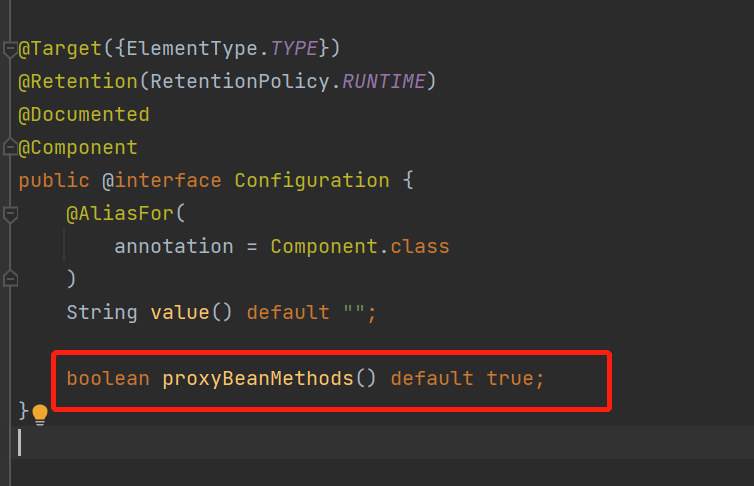 @Target({ElementType.TYPE})
@Retention(RetentionPolicy.RUNTIME)
@Documented
@Component
public @interface Configuration {
    @AliasFor(
        annotation = Component.class
    )
    String value() default "";
    boolean proxyBeanMethods() default true;
}